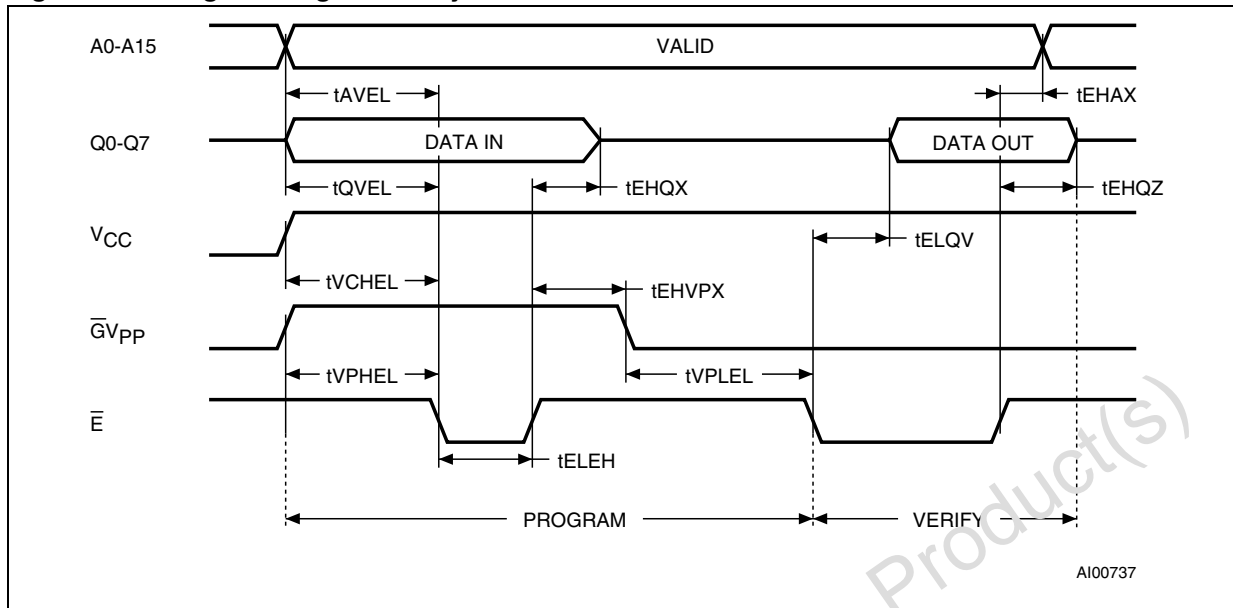 A0-A15
VALID
tAVEL
tEHAX
Q0-Q7
DATA IN
DATA OUT
tQVEL
tEHQX
tEHQZ
VCC
tELQV
tVCHEL
tEHVPX
G̅VPP
tVPHEL
tVPLEL
E̅
tELEH
PROGRAM
VERIFY
Product(s)
AI00737